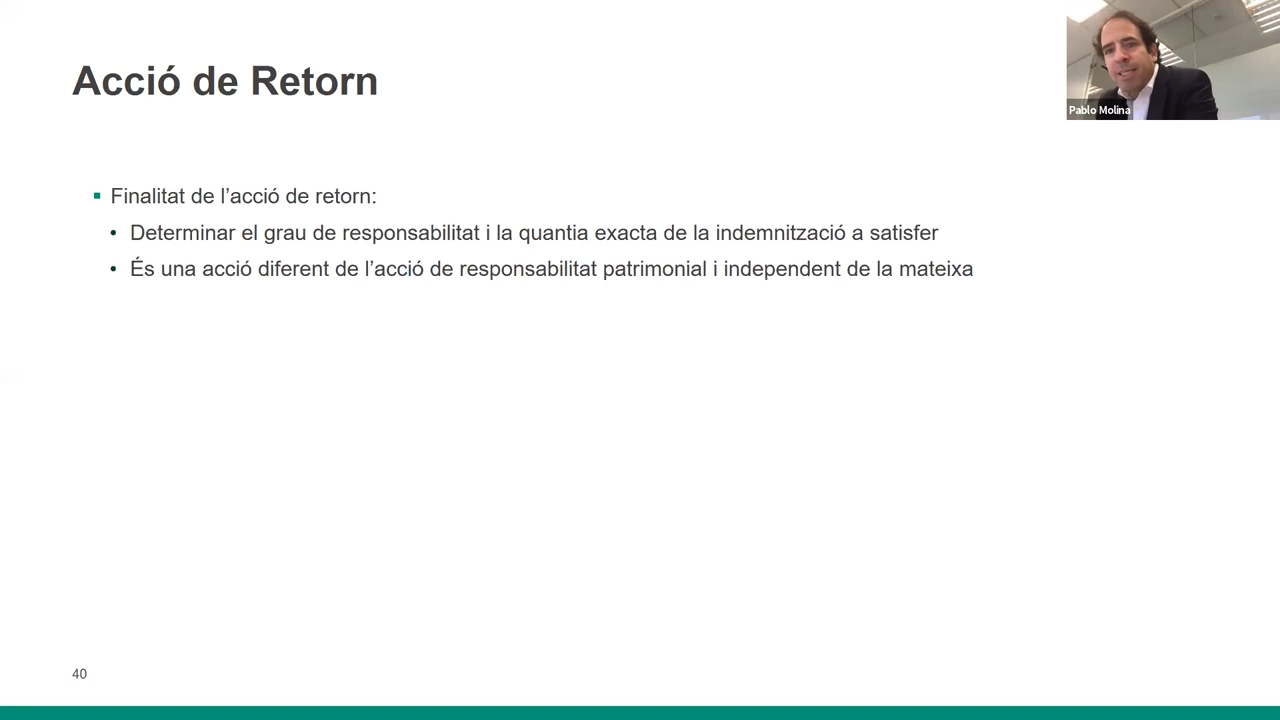 Acció de Retorn
Pablo Molina
▪ Finalitat de l’acció de retorn:
• Determinar el grau de responsabilitat i la quantia exacta de la indemnització a satisfer
• És una acció diferent de l’acció de responsabilitat patrimonial i independent de la mateixa
40